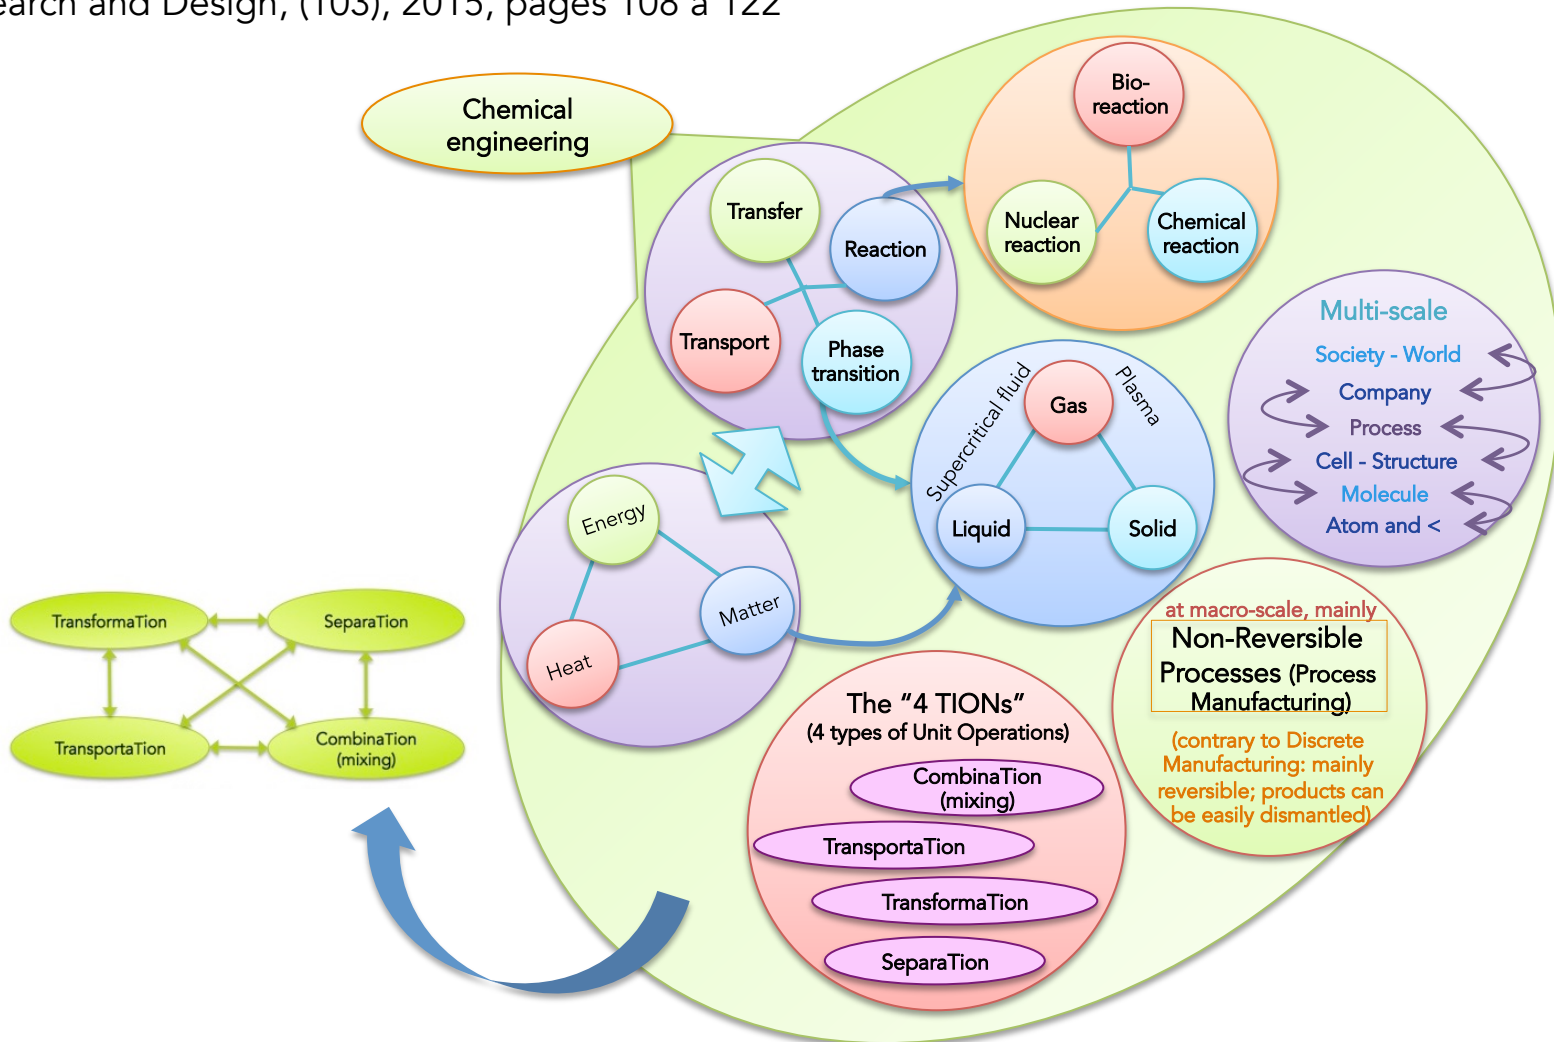 Research and Design, (103), 2015, pages 108 à 122
Chemical
engineering
Transfer
Reaction
Transport
Phase
transition
Bio-
reaction
Nuclear
reaction
Chemical
reaction
Multi-scale
Society - World
Company
Process
Cell - Structure
Molecule
Atom and <
Supercritical fluid
Gas
Plasma
Liquid
Solid
Energy
Matter
Heat
at macro-scale, mainly
Non-Reversible
Processes (Process
Manufacturing)
(contrary to Discrete
Manufacturing: mainly
reversible; products can
be easily dismantled)
The “4 TIONs”
(4 types of Unit Operations)
CombinaTion
(mixing)
TransportaTion
TransformaTion
SeparaTion
TransformaTion
SeparaTion
TransportaTion
CombinaTion
(mixing)